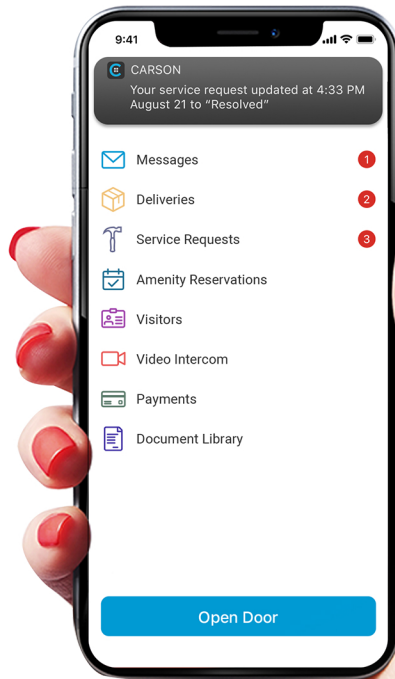 9:41
CARSON
Your service request updated at 4:33 PM
August 21 to “Resolved”
Messages 1
Deliveries 2
Service Requests 3
Amenity Reservations
Visitors
Video Intercom
Payments
Document Library
Open Door